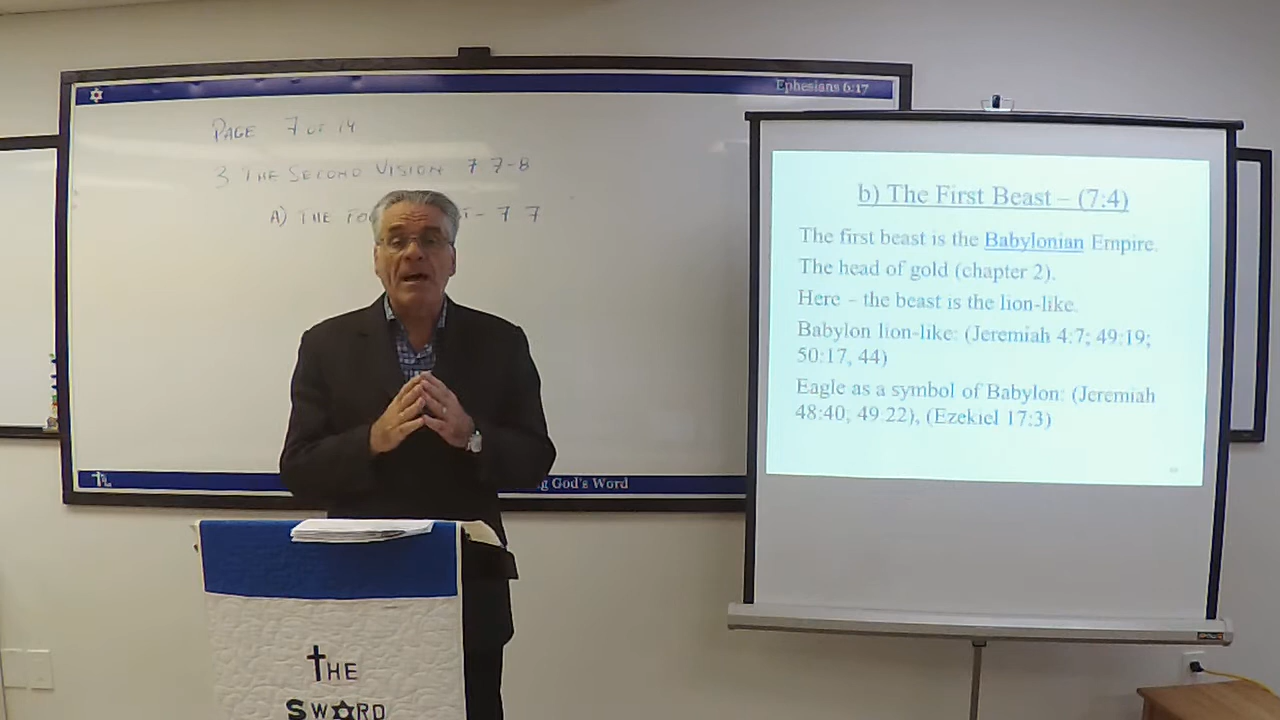 Ephesians 6:17
PAGE 7 OF 14
3 THE SECOND VISION 7 7-8
A) THE - 7 7
God's Word
b) The First Beast – (7:4)
The first beast is the Babylonian Empire.
The head of gold (chapter 2).
Here – the beast is the lion-like.
Babylon lion-like: (Jeremiah 4:7; 49:19;
50:17, 44)
Eagle as a symbol of Babylon: (Jeremiah
48:40; 49:22), (Ezekiel 17:3)
THE
SWORD